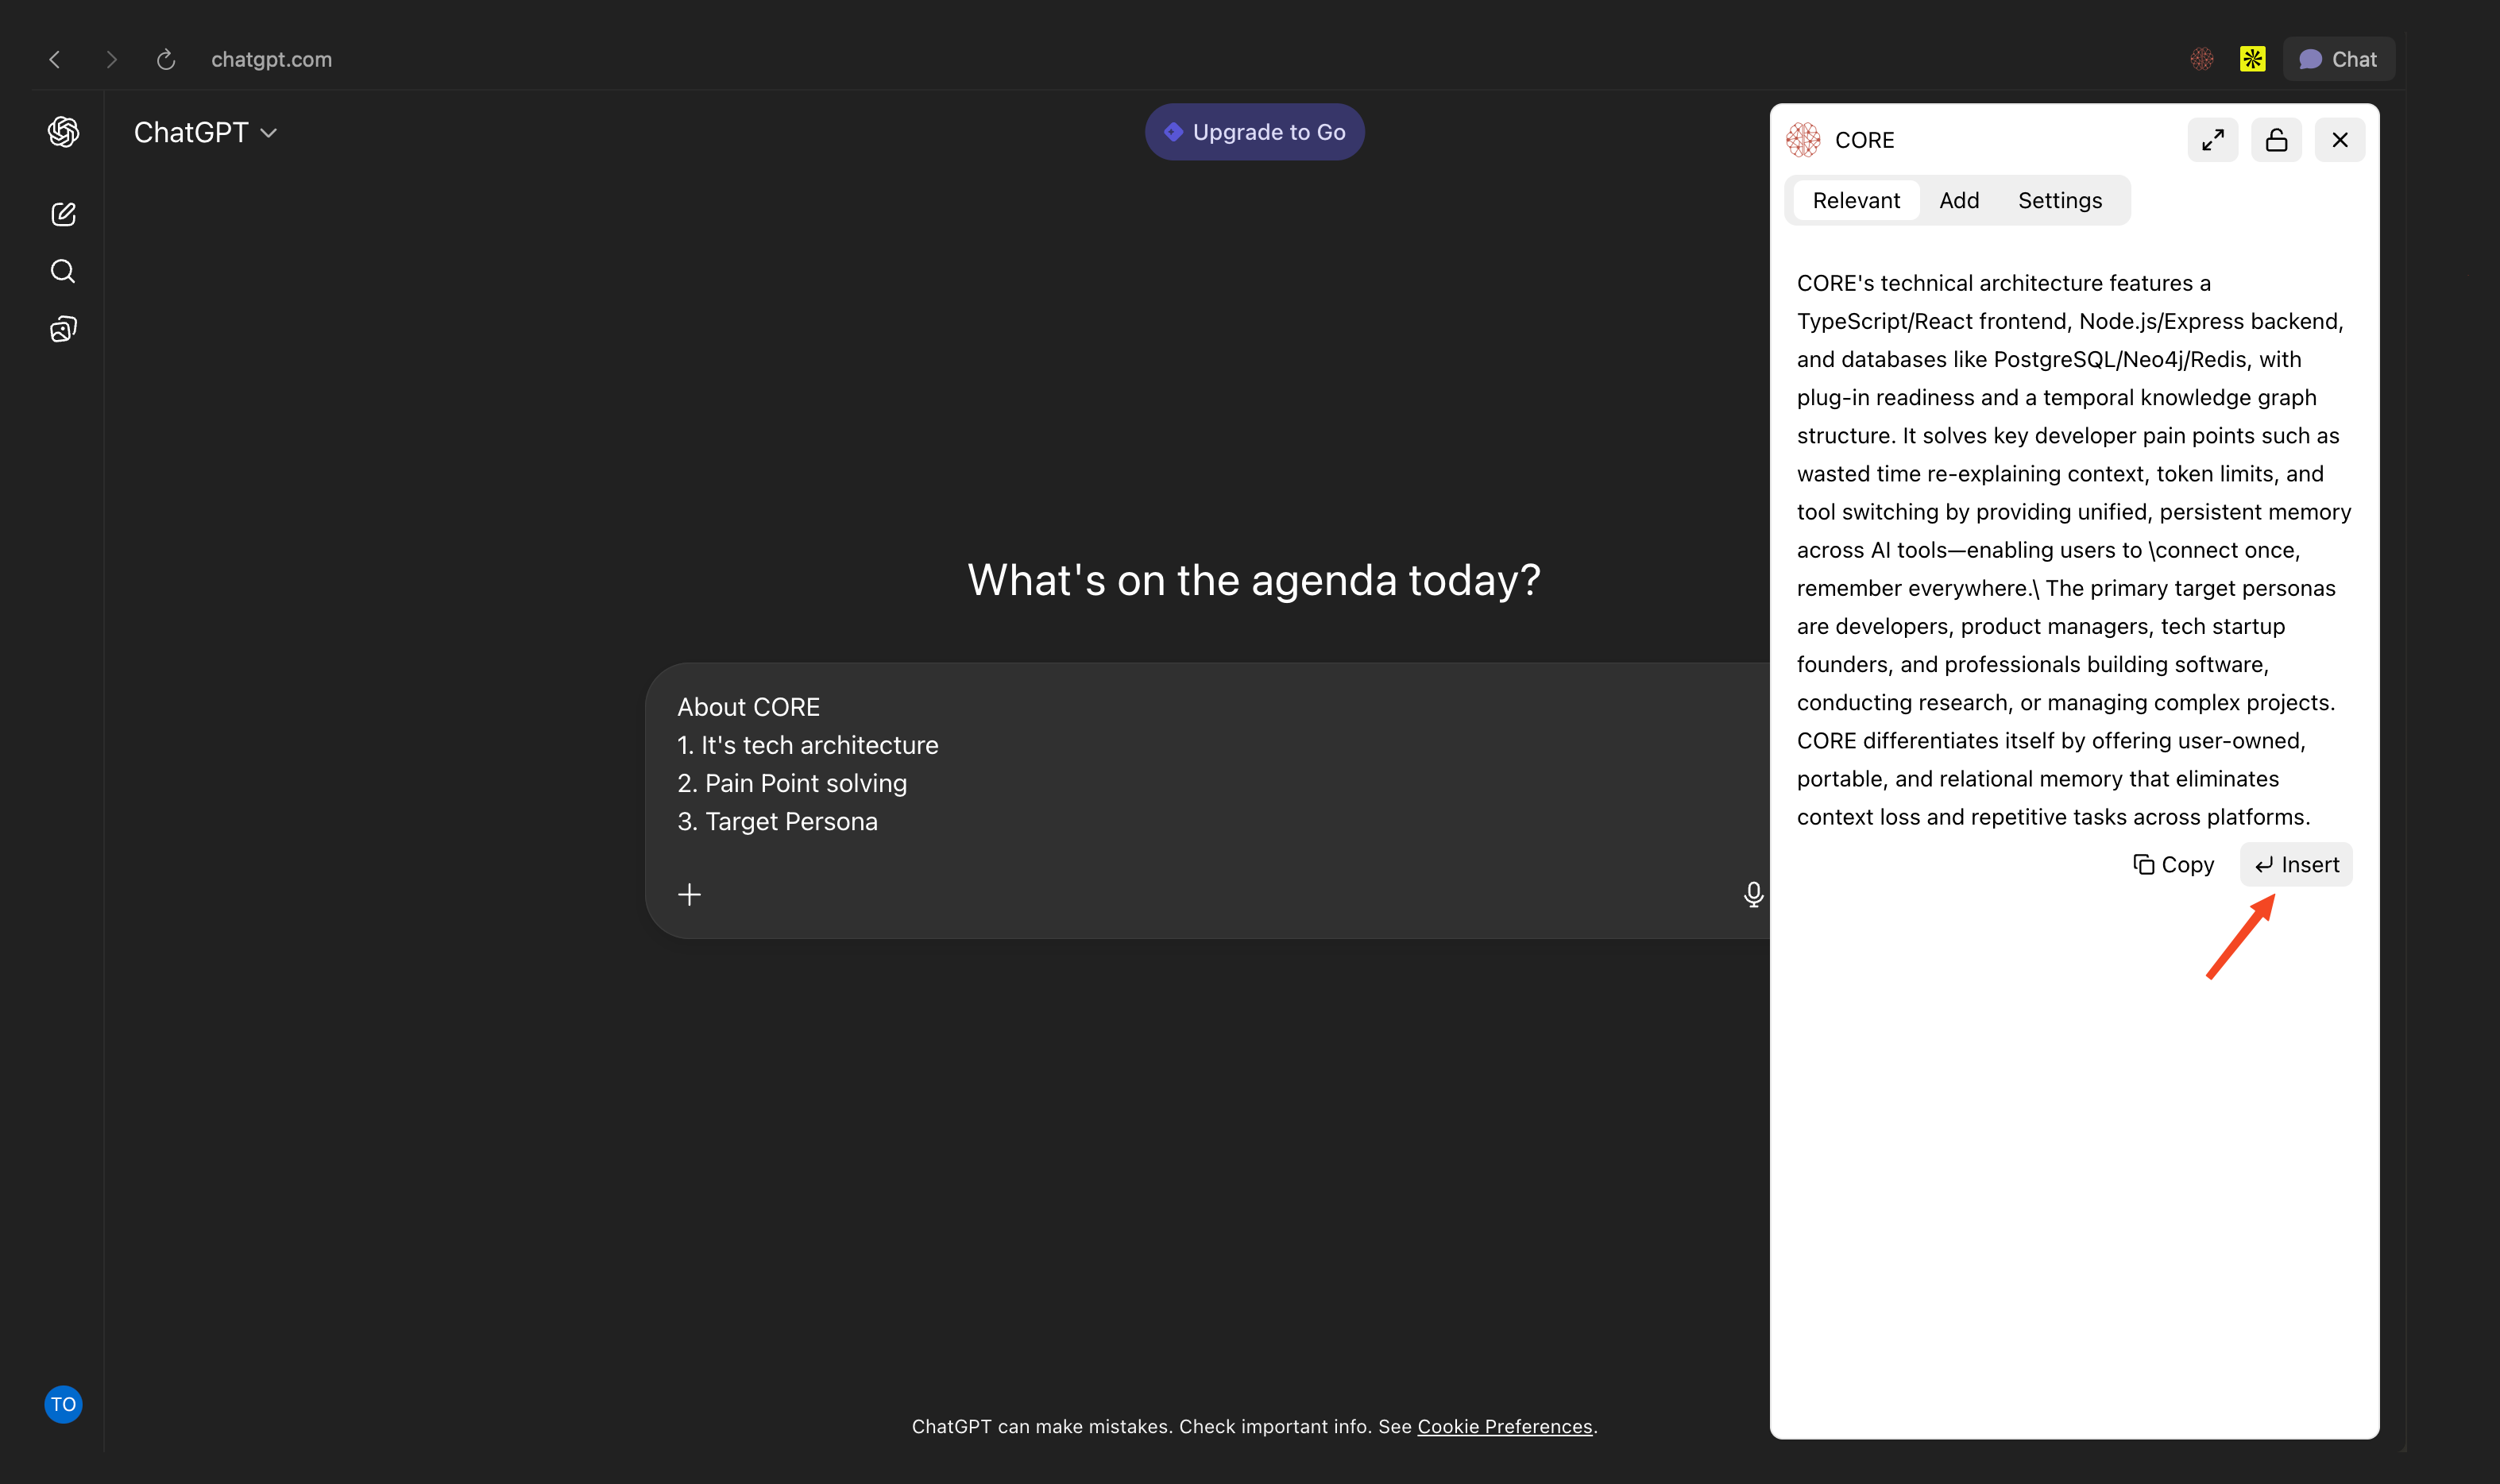 chatgpt.com
Chat
ChatGPT
Upgrade to Go
What's on the agenda today?
About CORE
1. It's tech architecture
2. Pain Point solving
3. Target Persona
TO
ChatGPT can make mistakes. Check important info. See Cookie Preferences.
CORE
Relevant Add Settings
CORE's technical architecture features a
TypeScript/React frontend, Node.js/Express backend,
and databases like PostgreSQL/Neo4j/Redis, with
plug-in readiness and a temporal knowledge graph
structure. It solves key developer pain points such as
wasted time re-explaining context, token limits, and
tool switching by providing unified, persistent memory
across AI tools—enabling users to \connect once,
remember everywhere.\ The primary target personas
are developers, product managers, tech startup
founders, and professionals building software,
conducting research, or managing complex projects.
CORE differentiates itself by offering user-owned,
portable, and relational memory that eliminates
context loss and repetitive tasks across platforms.
Copy Insert